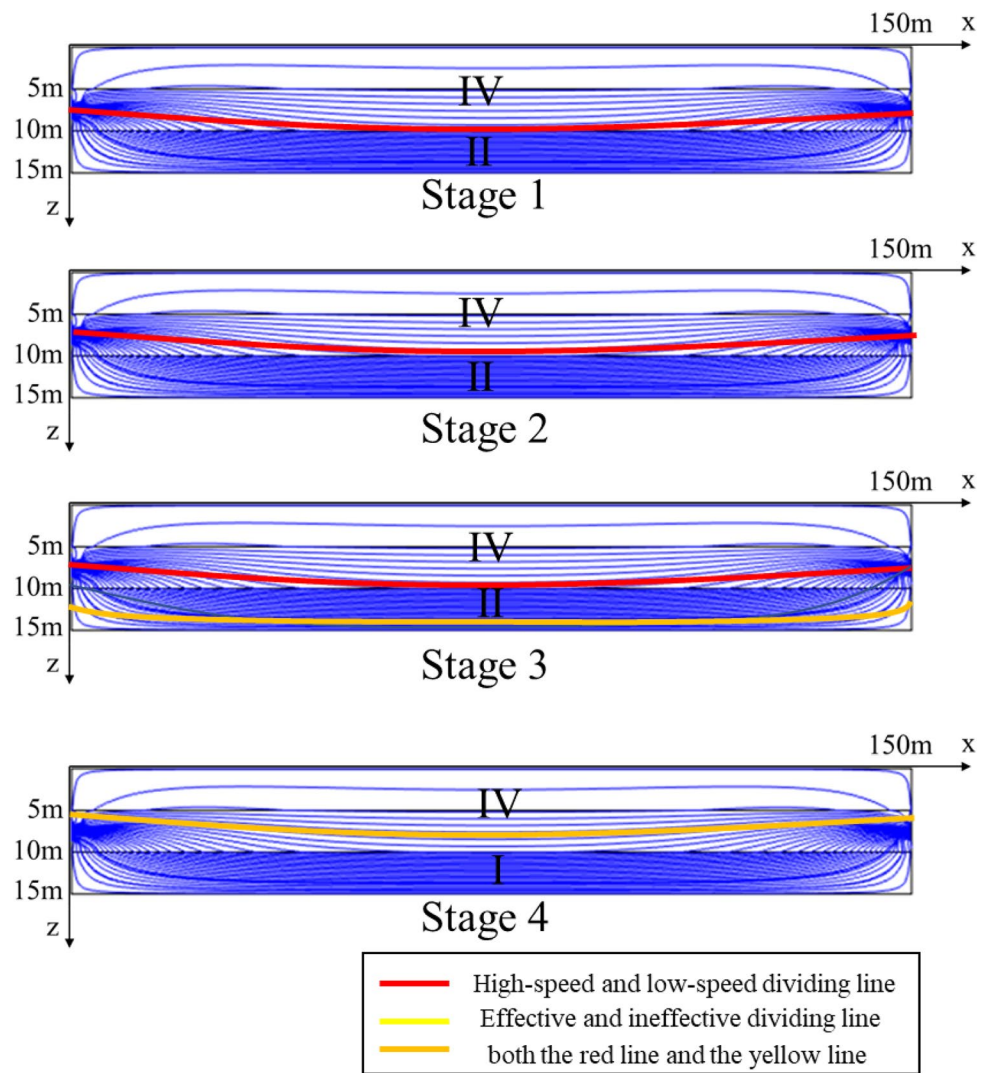 150m x
5m
IV
10m
II
15m
z
Stage 1
150m x
5m
IV
10m
II
15m
z
Stage 2
150m x
5m
IV
10m
II
15m
z
Stage 3
150m x
5m
IV
10m
I
15m
z
Stage 4
High-speed and low-speed dividing line
Effective and ineffective dividing line
both the red line and the yellow line